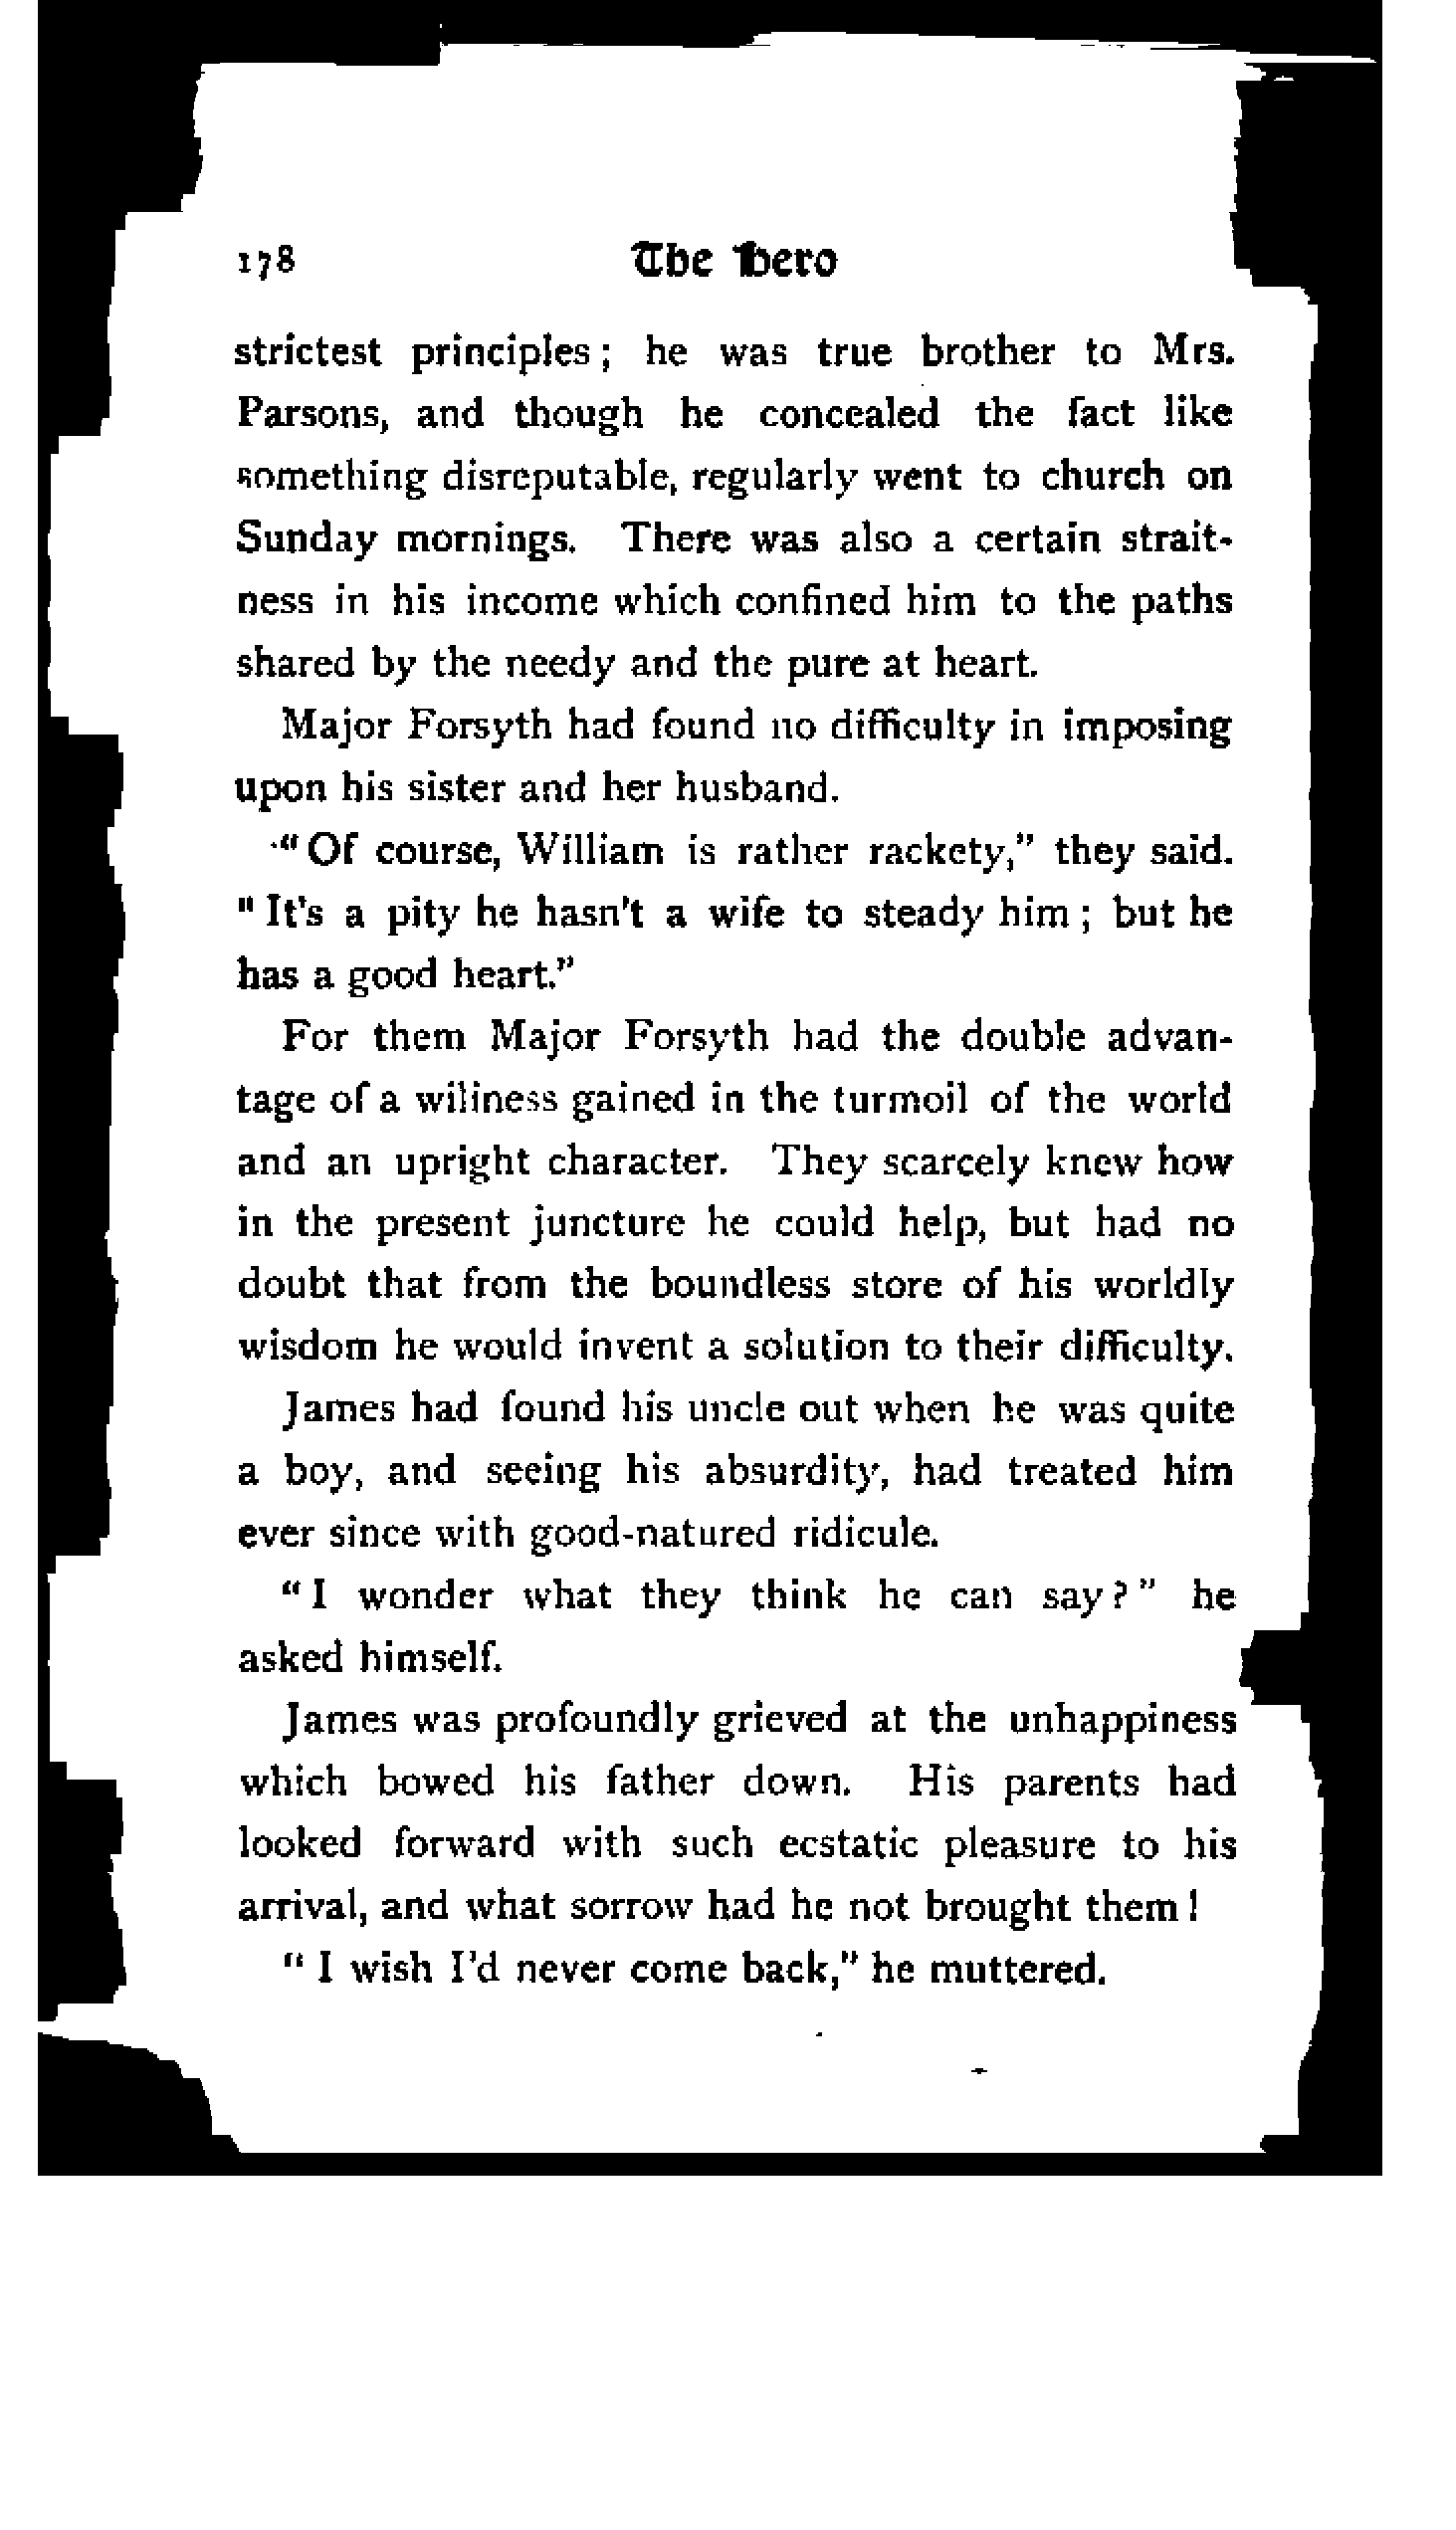 178 The Hero
strictest principles; he was true brother to Mrs.
Parsons, and though he concealed the fact like
something disreputable, regularly went to church on
Sunday mornings. There was also a certain strait-
ness in his income which confined him to the paths
shared by the needy and the pure at heart.
Major Forsyth had found no difficulty in imposing
upon his sister and her husband.
"Of course, William is rather rackety," they said.
"It's a pity he hasn't a wife to steady him; but he
has a good heart."
For them Major Forsyth had the double advan-
tage of a wiliness gained in the turmoil of the world
and an upright character. They scarcely knew how
in the present juncture he could help, but had no
doubt that from the boundless store of his worldly
wisdom he would invent a solution to their difficulty.
James had found his uncle out when he was quite
a boy, and seeing his absurdity, had treated him
ever since with good-natured ridicule.
"I wonder what they think he can say?" he
asked himself.
James was profoundly grieved at the unhappiness
which bowed his father down. His parents had
looked forward with such ecstatic pleasure to his
arrival, and what sorrow had he not brought them!
"I wish I'd never come back," he muttered.